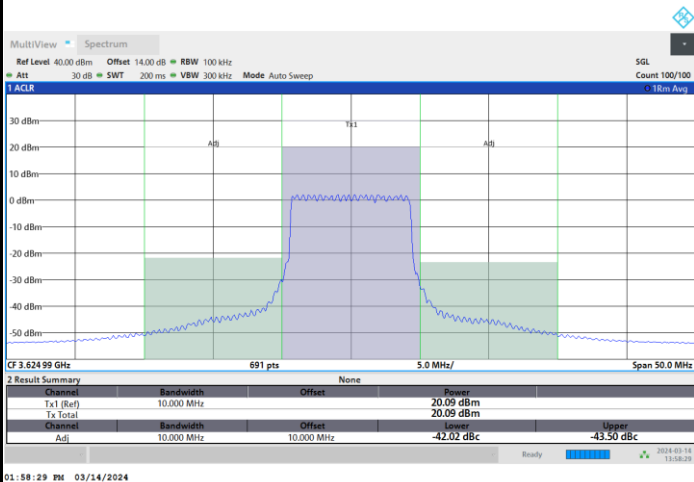 MultiView Spectrum
Ref Level 40.00 dBm Offset 14.00 dB RBW 100 kHz SGL
Att 30 dB SWT 200 ms VBW 300 kHz Mode Auto Sweep Count 100/100
1 ACLR 1Rm Avg
30 dBm
Tx1
20 dBm
Adj Adj
10 dBm
0 dBm
-10 dBm
-20 dBm
-30 dBm
-40 dBm
-50 dBm
CF 3.62499 GHz 691 pts 5.0 MHz/ Span 50.0 MHz
2 Result Summary None
Channel Bandwidth Offset Power
Tx1 (Ref) 10.000 MHz 20.09 dBm
Tx Total 20.09 dBm
Channel Bandwidth Offset Lower Upper
Adj 10.000 MHz 10.000 MHz -42.02 dBc -43.50 dBc
Ready 2024-03-14
13:58:29
01:58:29 PM 03/14/2024